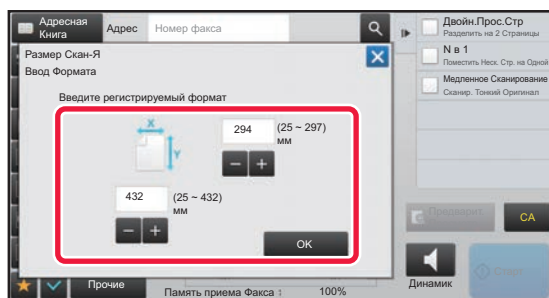 Адресная Книга
Адрес
Номер факса
Размер Скан-Я
Ввод Формата
Введите регистрируемый формат
X
Y
294
(25 ~ 297)
мм
432
(25 ~ 432)
мм
OK
Прочие
Память приема Факса :
100%
Двойн.Прос.Стр
Разделить на 2 Страницы
N в 1
Поместить Неск. Стр. на Одной
Медленное Сканирование
Сканир. Тонкий Оригинал
Предварит.
CA
Динамик
Старт